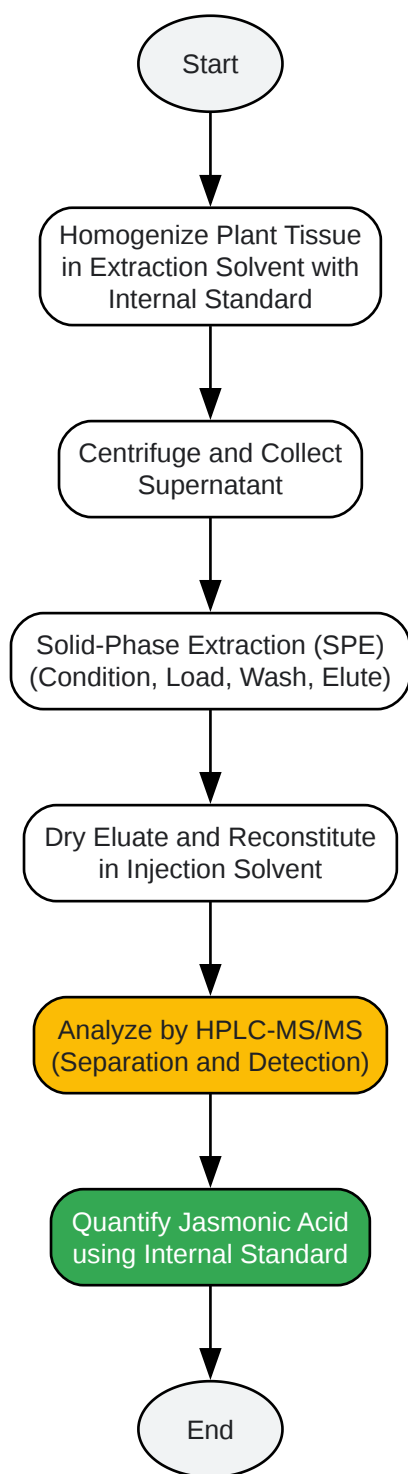 Start
Homogenize Plant Tissue
in Extraction Solvent with
Internal Standard
Centrifuge and Collect
Supernatant
Solid-Phase Extraction (SPE)
(Condition, Load, Wash, Elute)
Dry Eluate and Reconstitute
in Injection Solvent
Analyze by HPLC-MS/MS
(Separation and Detection)
Quantify Jasmonic Acid
using Internal Standard
End